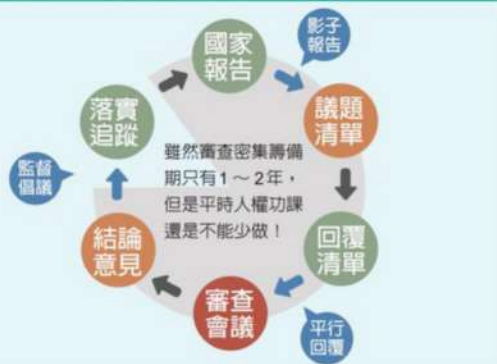 國家
報告
影子
報告
議題
清單
回覆
清單
平行
回覆
審查
會議
結論
意見
監督
倡議
落實
追蹤
雖然審查密集籌備
期只有1～2年，
但是平時人權功課
還是不能少做！